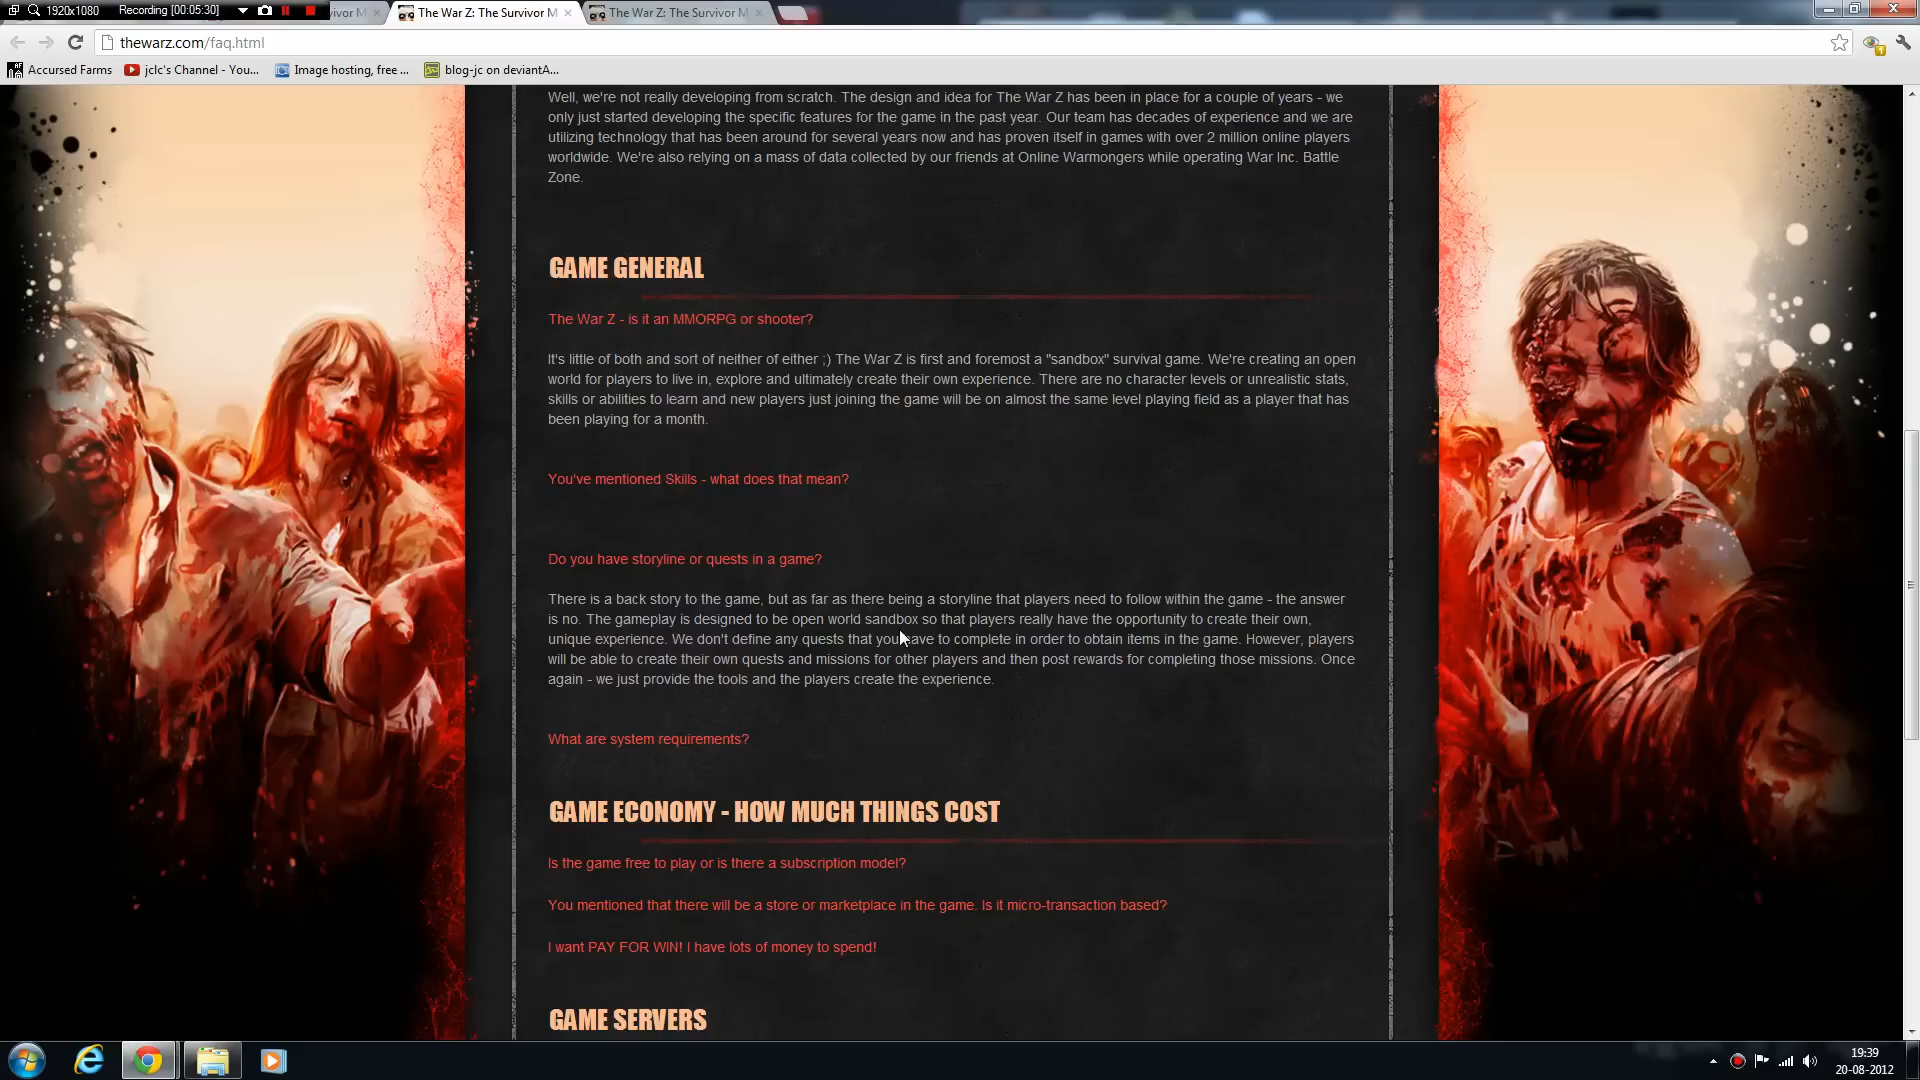 1920x1080 Recording [00:05:30] vivor M The War Z: The Survivor M The War Z: The Survivor M
thewarz.com/faq.html
Accursed Farms jclc's Channel - You... Image hosting, free ... blog-jc on deviantA...
Well, we're not really developing from scratch. The design and idea for The War Z has been in place for a couple of years - we
only just started developing the specific features for the game in the past year. Our team has decades of experience and we are
utilizing technology that has been around for several years now and has proven itself in games with over 2 million online players
worldwide. We're also relying on a mass of data collected by our friends at Online Warmongers while operating War Inc. Battle
Zone.
GAME GENERAL
The War Z - is it an MMORPG or shooter?
It's little of both and sort of neither of either ;) The War Z is first and foremost a "sandbox" survival game. We're creating an open
world for players to live in, explore and ultimately create their own experience. There are no character levels or unrealistic stats,
skills or abilities to learn and new players just joining the game will be on almost the same level playing field as a player that has
been playing for a month.
You've mentioned Skills - what does that mean?
Do you have storyline or quests in a game?
There is a back story to the game, but as far as there being a storyline that players need to follow within the game - the answer
is no. The gameplay is designed to be open world sandbox so that players really have the opportunity to create their own,
unique experience. We don't define any quests that you have to complete in order to obtain items in the game. However, players
will be able to create their own quests and missions for other players and then post rewards for completing those missions. Once
again - we just provide the tools and the players create the experience.
What are system requirements?
GAME ECONOMY - HOW MUCH THINGS COST
Is the game free to play or is there a subscription model?
You mentioned that there will be a store or marketplace in the game. Is it micro-transaction based?
I want PAY FOR WIN! I have lots of money to spend!
GAME SERVERS
19:39
20-08-2012